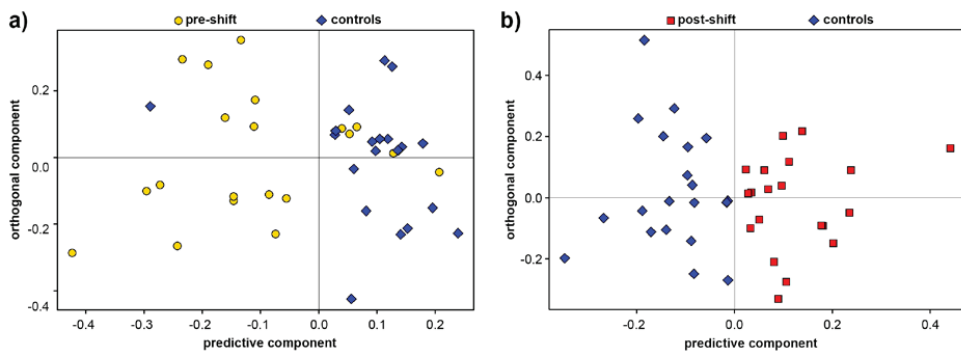 a)
pre-shift controls
orthogonal component
0.2
0.0
-0.2
-0.4
-0.4 -0.3 -0.2 -0.1 0.0 0.1 0.2
predictive component
b)
post-shift controls
orthogonal component
0.4
0.2
0.0
-0.2
-0.2 0.0 0.2 0.4
predictive component